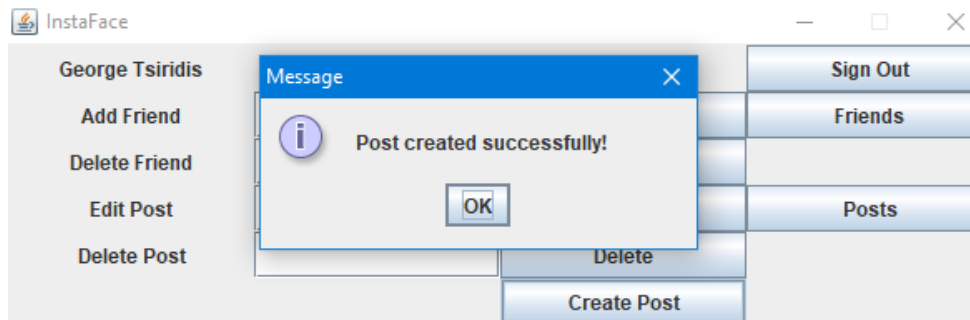 InstaFace
George Tsiridis
Sign Out
Message
Add Friend
Friends
Post created successfully!
Delete Friend
OK
Edit Post
Posts
Delete Post
Delete
Create Post